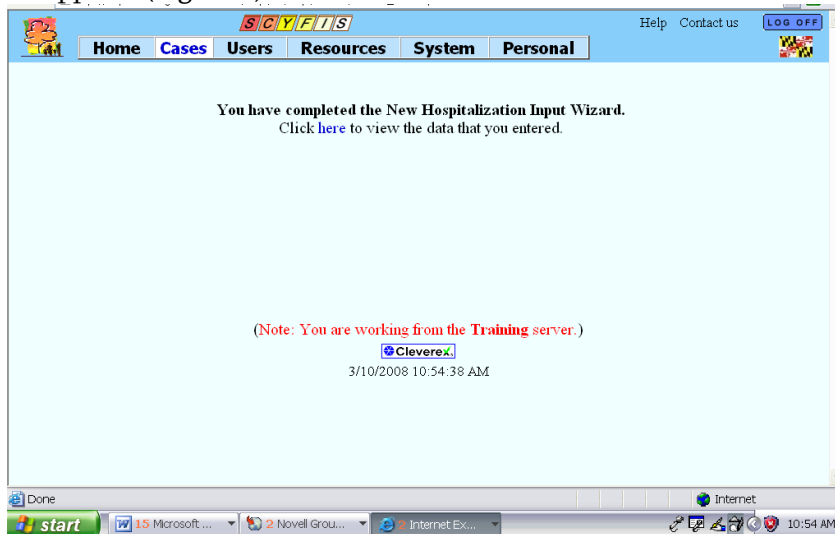 SCYFIS
Help Contact us LOG OFF
Home Cases Users Resources System Personal
You have completed the New Hospitalization Input Wizard.
Click here to view the data that you entered.
(Note: You are working from the Training server.)
Cleverex
3/10/2008 10:54:38 AM
Done Internet
start 15 Microsoft ... 2 Novell Grou... 2 Internet Ex... 10:54 AM